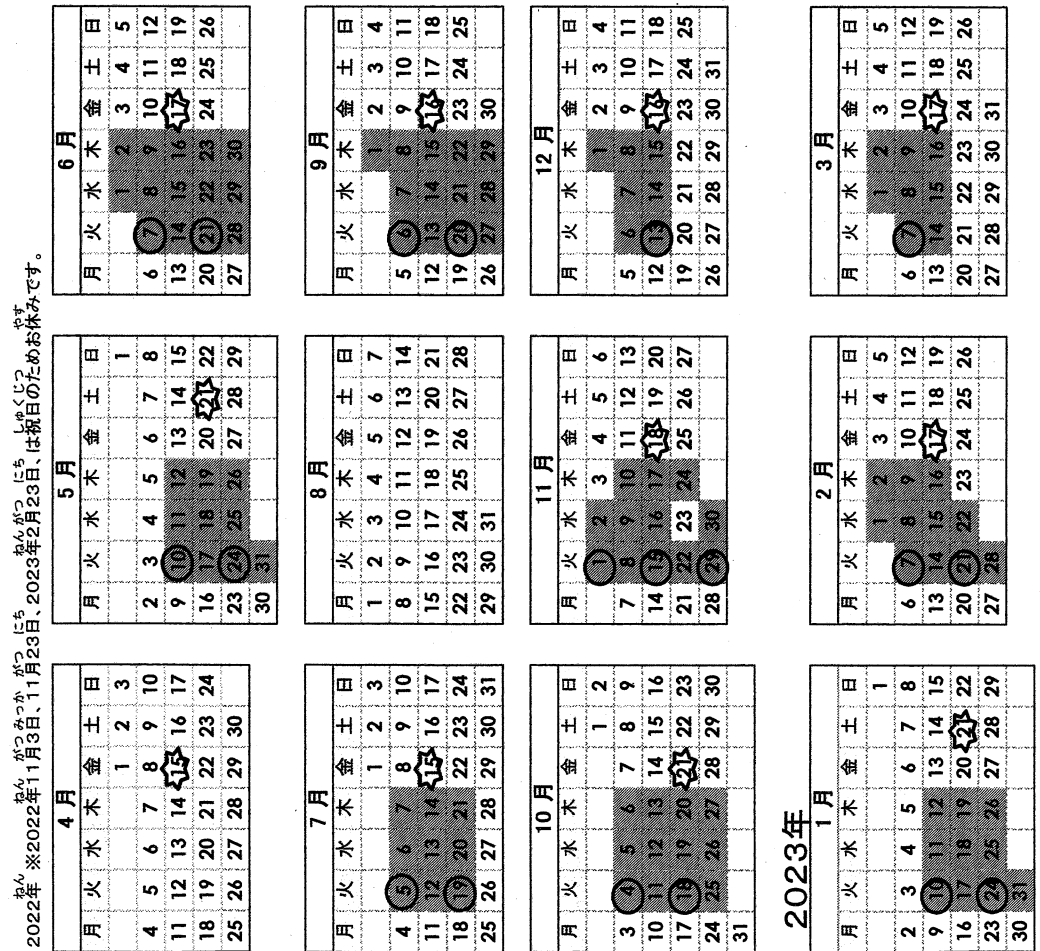 ねん ねん がつ みっか がつ にち ねん がつ にち しゅくじつ やす
2022年 ※2022年11月3日、11月23日、2023年2月23日、は祝日のためお休みです。
4月
月 火 水 木 金 土 日
1 2 3
4 5 6 7 8 9 10
11 12 13 14 15 16 17
18 19 20 21 22 23 24
25 26 27 28 29 30
5月
月 火 水 木 金 土 日
1
2 3 4 5 6 7 8
9 10 11 12 13 14 15
16 17 18 19 20 21 22
23 24 25 26 27 28 29
30 31
6月
月 火 水 木 金 土 日
1 2 3 4 5
6 7 8 9 10 11 12
13 14 15 16 17 18 19
20 21 22 23 24 25 26
27 28 29 30
7月
月 火 水 木 金 土 日
1 2 3
4 5 6 7 8 9 10
11 12 13 14 15 16 17
18 19 20 21 22 23 24
25 26 27 28 29 30 31
8月
月 火 水 木 金 土 日
1 2 3 4 5 6 7
8 9 10 11 12 13 14
15 16 17 18 19 20 21
22 23 24 25 26 27 28
29 30 31
9月
月 火 水 木 金 土 日
1 2 3 4
5 6 7 8 9 10 11
12 13 14 15 16 17 18
19 20 21 22 23 24 25
26 27 28 29 30
10月
月 火 水 木 金 土 日
1 2
3 4 5 6 7 8 9
10 11 12 13 14 15 16
17 18 19 20 21 22 23
24 25 26 27 28 29 30
31
11月
月 火 水 木 金 土 日
1 2 3 4 5 6
7 8 9 10 11 12 13
14 15 16 17 18 19 20
21 22 23 24 25 26 27
28 29 30
12月
月 火 水 木 金 土 日
1 2 3 4
5 6 7 8 9 10 11
12 13 14 15 16 17 18
19 20 21 22 23 24 25
26 27 28 29 30 31
2023年
1月
月 火 水 木 金 土 日
1
2 3 4 5 6 7 8
9 10 11 12 13 14 15
16 17 18 19 20 21 22
23 24 25 26 27 28 29
30 31
2月
月 火 水 木 金 土 日
1 2 3 4 5
6 7 8 9 10 11 12
13 14 15 16 17 18 19
20 21 22 23 24 25 26
27 28
3月
月 火 水 木 金 土 日
1 2 3 4 5
6 7 8 9 10 11 12
13 14 15 16 17 18 19
20 21 22 23 24 25 26
27 28 29 30 31